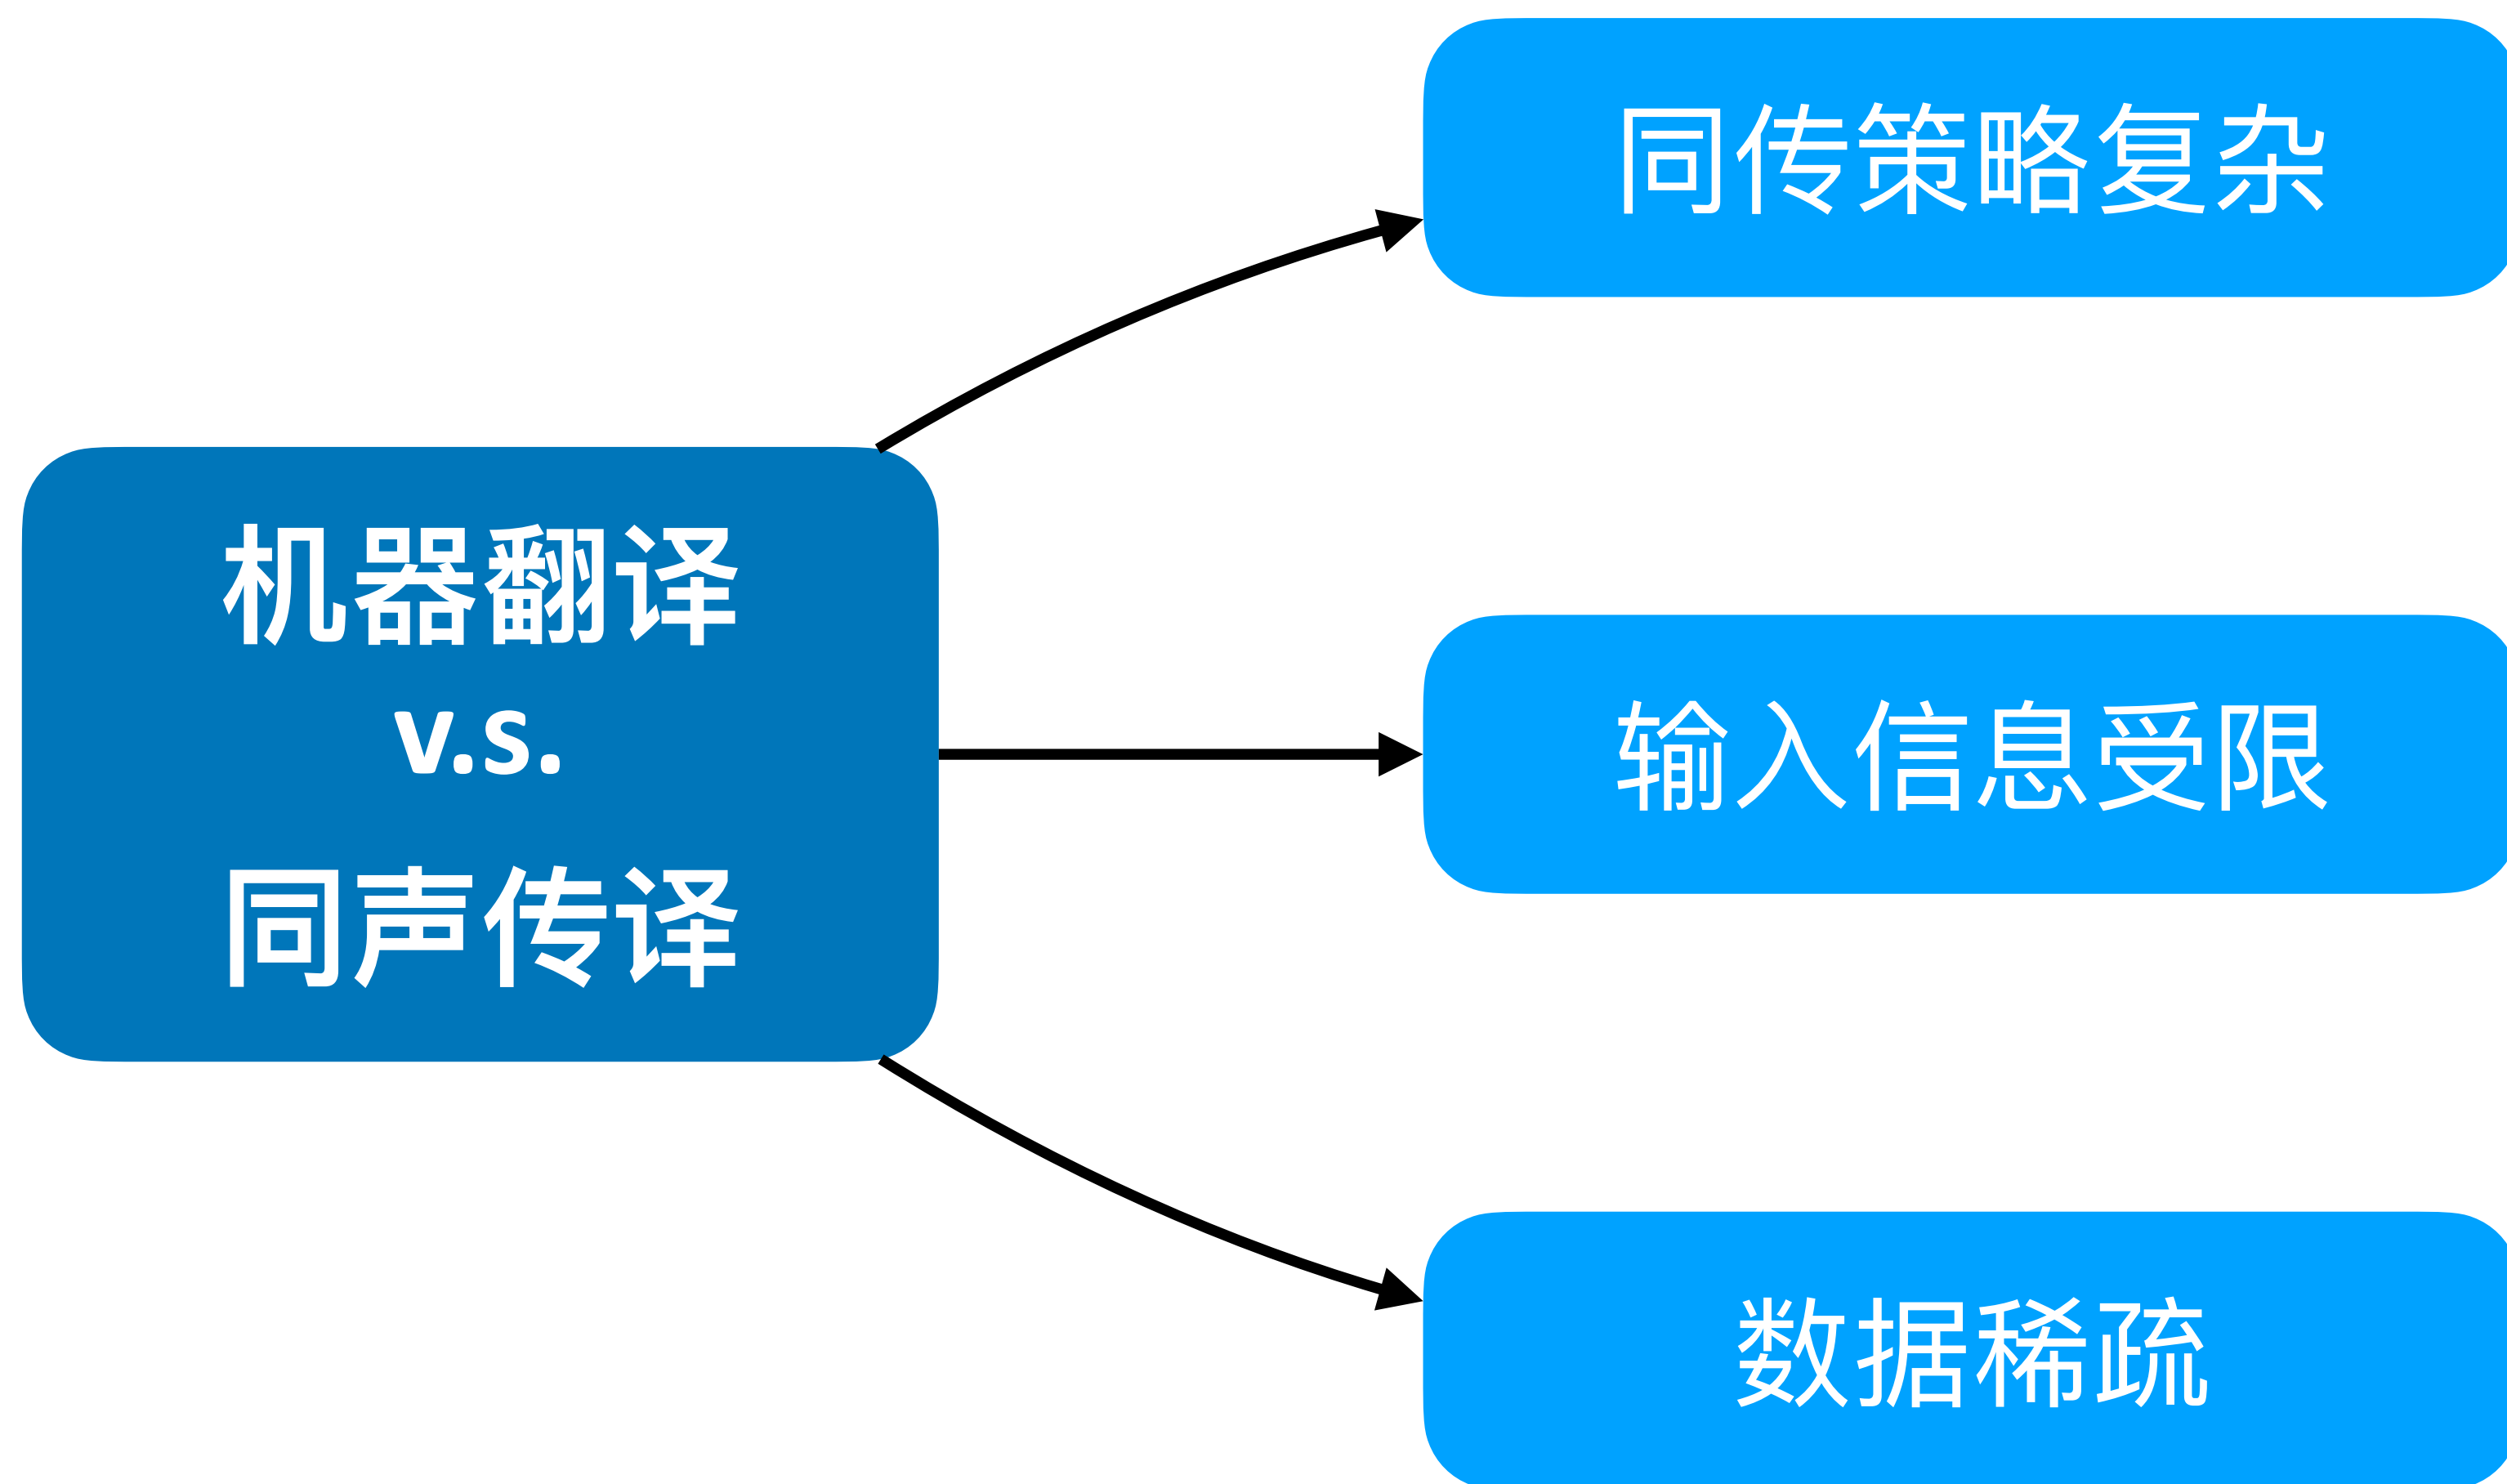 机器翻译
v.s.
同声传译
同传策略复杂
输入信息受限
数据稀疏